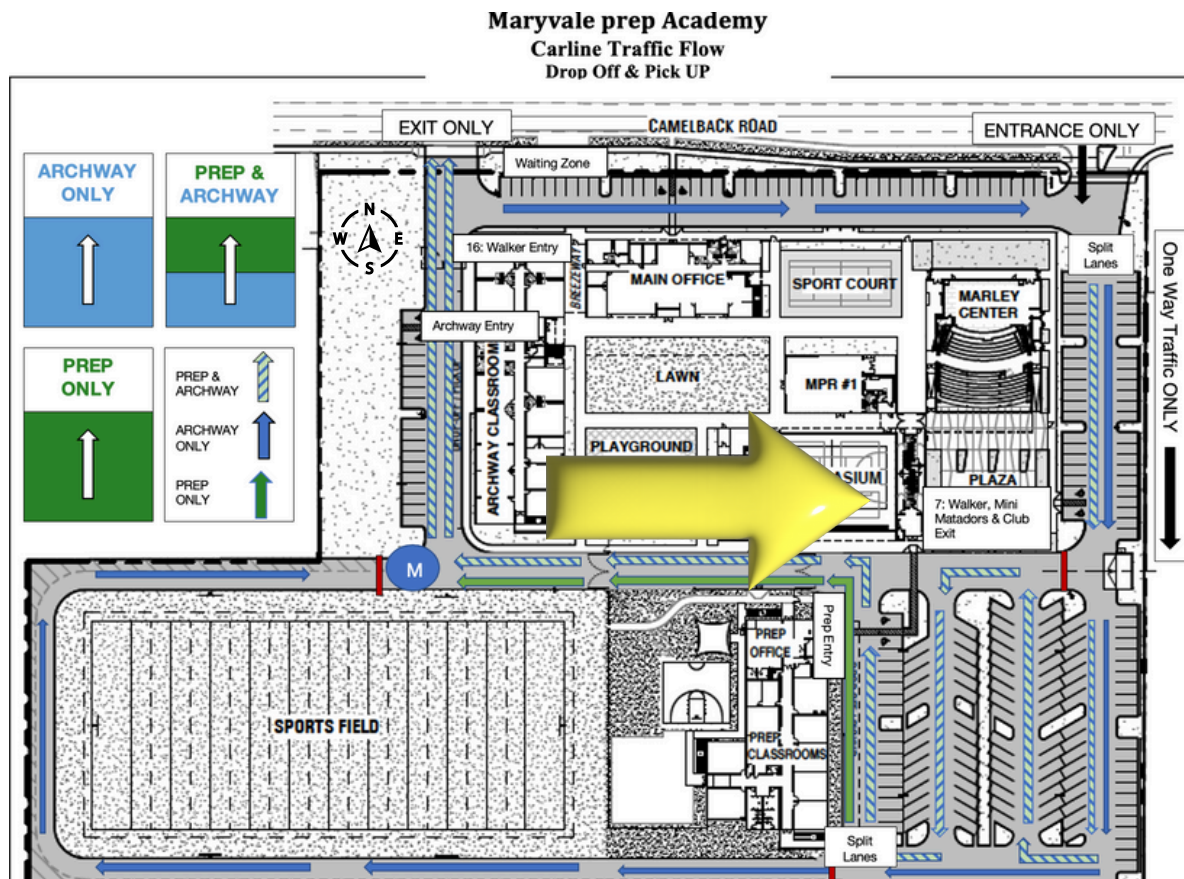 Maryvale prep Academy
Carline Traffic Flow
Drop Off & Pick UP
EXIT ONLY
CAMELBACK ROAD
ENTRANCE ONLY
ARCHWAY
ONLY
PREP &
ARCHWAY
Waiting Zone
N
W E
S
16: Walker Entry
BREEZEWAY
MAIN OFFICE
SPORT COURT
Split
Lanes
MARLEY
CENTER
One Way Traffic ONLY
Archway Entry
ARCHWAY CLASSROOM
LAWN
MPR #1
PREP
ONLY
PREP &
ARCHWAY
ARCHWAY
ONLY
PREP
ONLY
PLAYGROUND
ASIUM
PLAZA
7: Walker, Mini
Matadors & Club
Exit
M
Prep Entry
PREP
OFFICE
SPORTS FIELD
PREP
CLASSROOMS
Split
Lanes